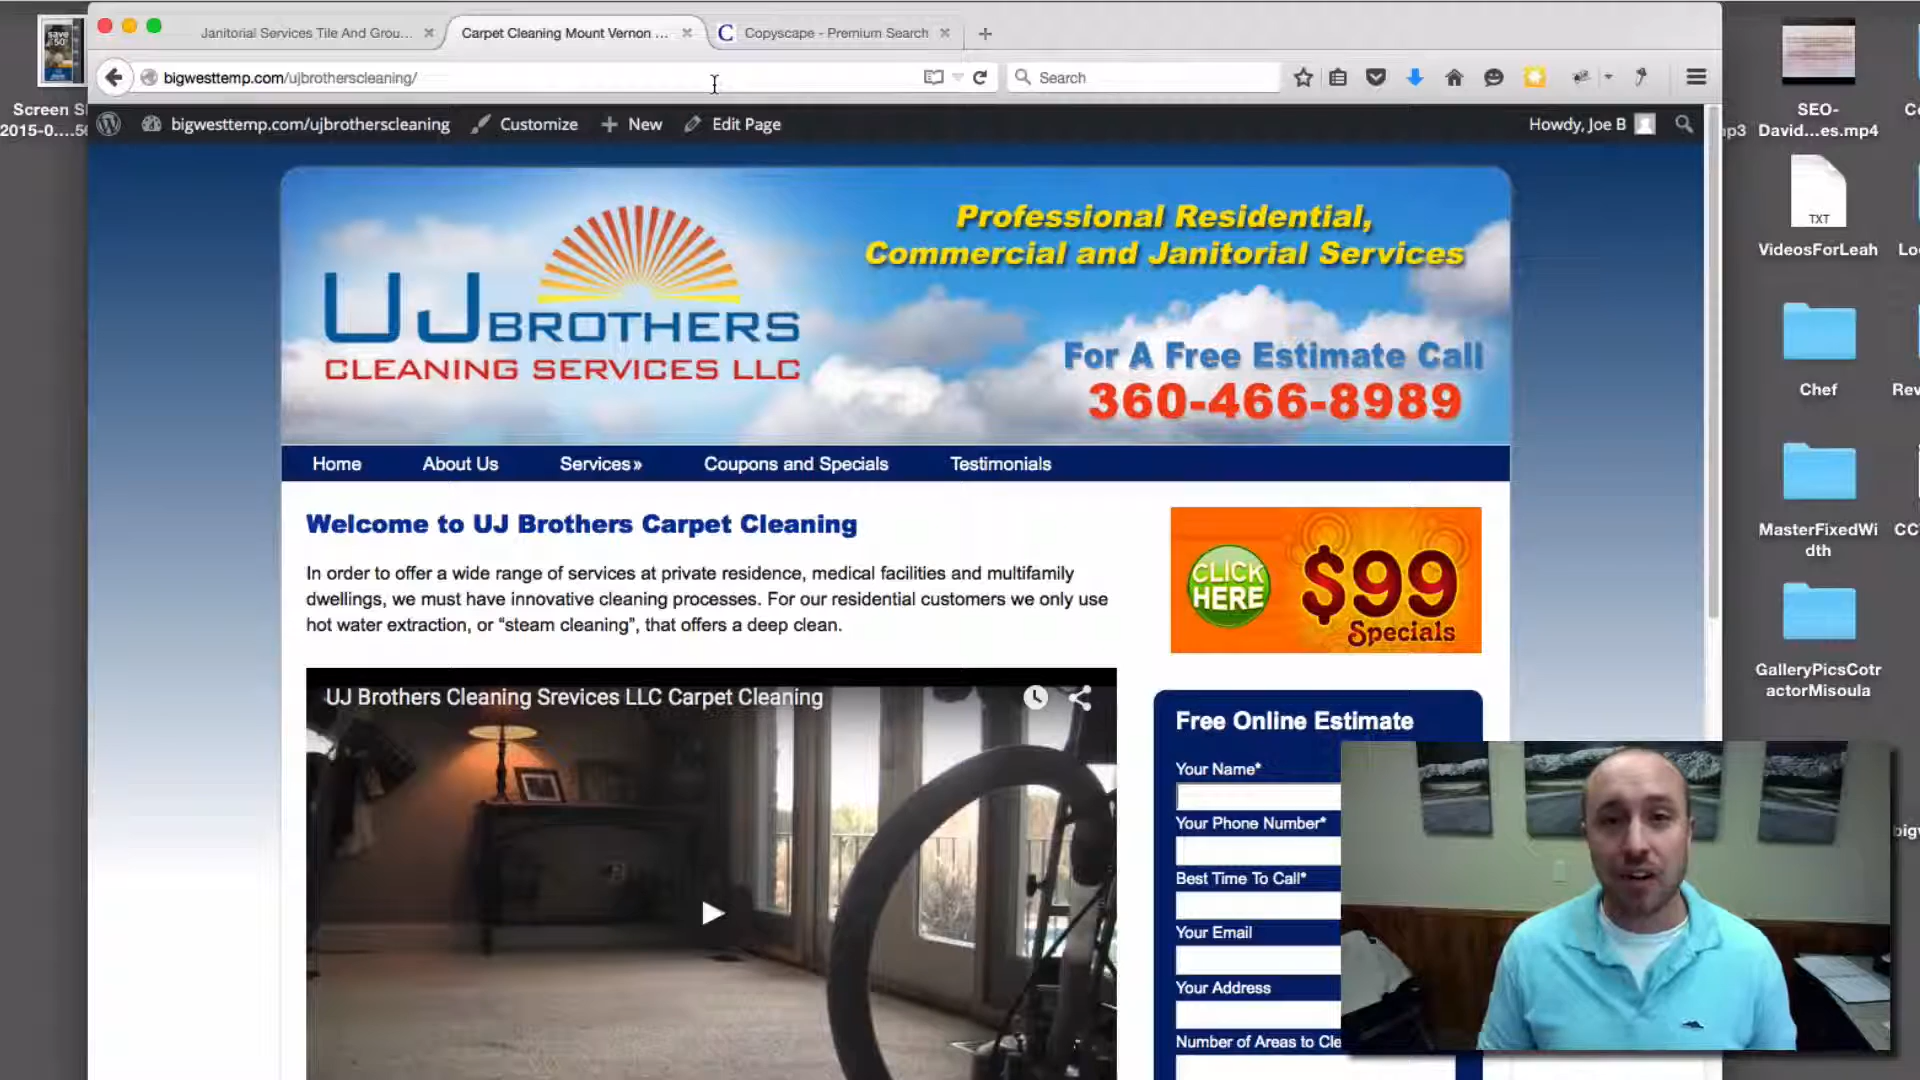 Janitorial Services Tile And Grou...
Carpet Cleaning Mount Vernon ...
Copyscape - Premium Search
bigwesttemp.com/ujbrotherscleaning/
Search
bigwesttemp.com/ujbrotherscleaning
Customize
New
Edit Page
Howdy, Joe B
UJ BROTHERS
CLEANING SERVICES LLC
Professional Residential,
Commercial and Janitorial Services
For A Free Estimate Call
360-466-8989
Home
About Us
Services»
Coupons and Specials
Testimonials
Welcome to UJ Brothers Carpet Cleaning
In order to offer a wide range of services at private residence, medical facilities and multifamily
dwellings, we must have innovative cleaning processes. For our residential customers we only use
hot water extraction, or “steam cleaning”, that offers a deep clean.
UJ Brothers Cleaning Srevices LLC Carpet Cleaning
CLICK
HERE
$99
Specials
Free Online Estimate
Your Name*
Your Phone Number*
Best Time To Call*
Your Email
Your Address
Number of Areas to Cle
save
Screen S
2015-0....5
mp3
SEO-
David...es.mp4
TXT
VideosForLeah
Chef
MasterFixedWi
dth
GalleryPicsCotr
actorMisoula
Lo
Rev
CC
big